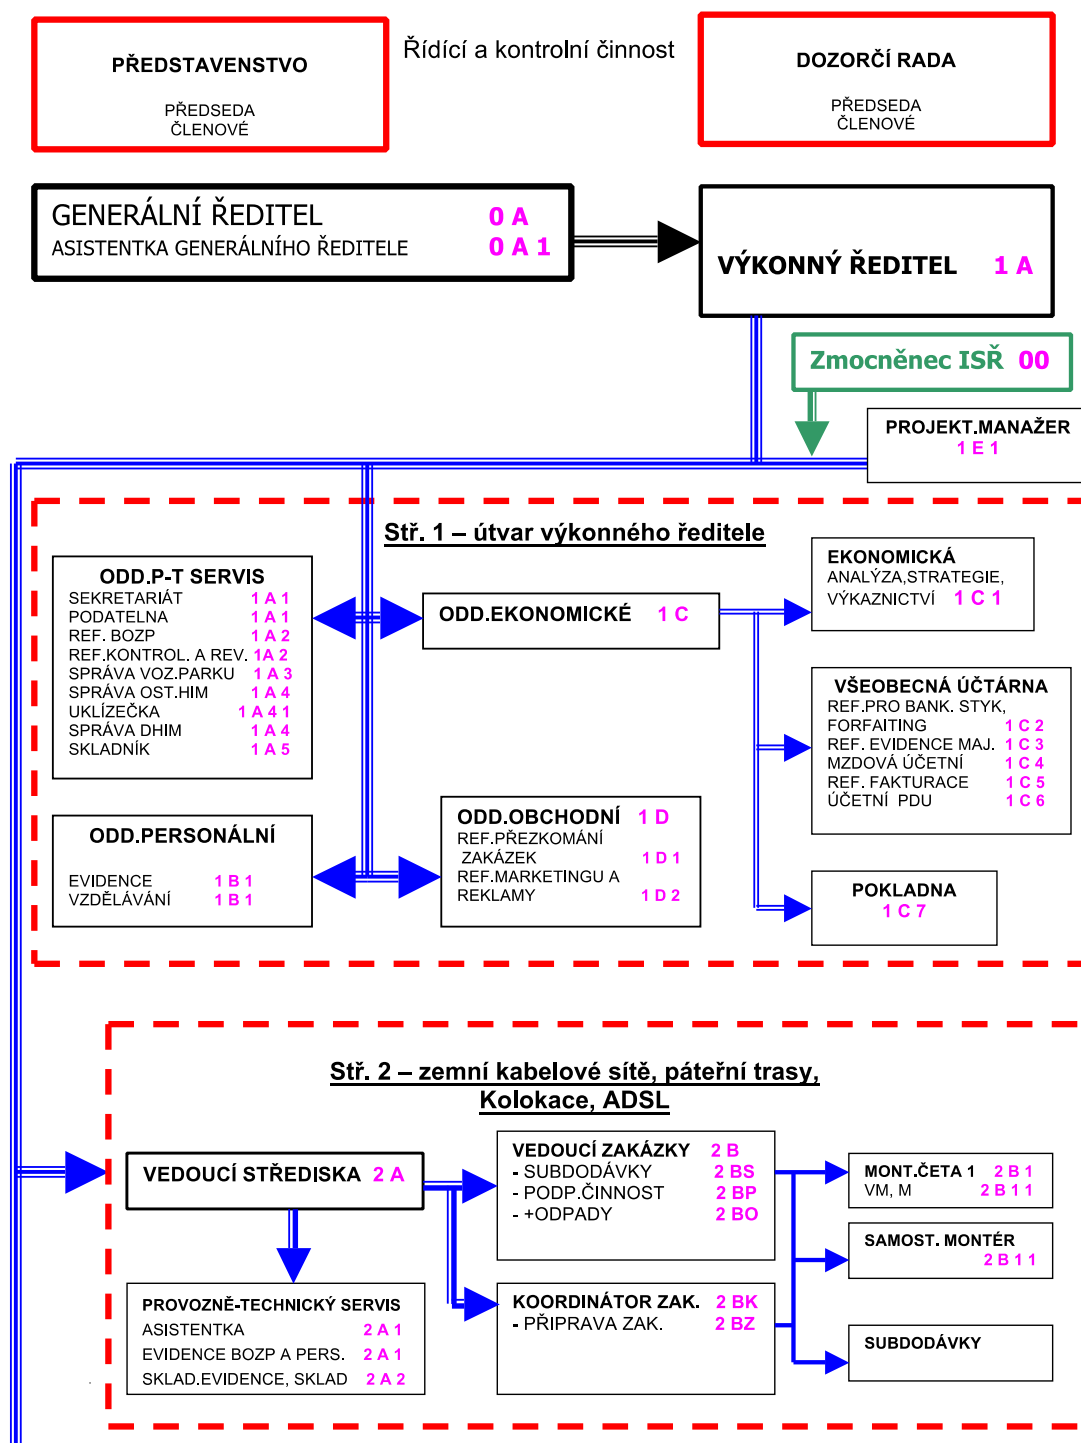 PŘEDSTAVENSTVO
PŘEDSEDA
ČLENOVÉ
Řídící a kontrolní činnost
DOZORČÍ RADA
PŘEDSEDA
ČLENOVÉ
GENERÁLNÍ ŘEDITEL 0 A
ASISTENTKA GENERÁLNÍHO ŘEDITELE 0 A 1
VÝKONNÝ ŘEDITEL 1 A
Zmocněnec ISŘ 00
PROJEKT.MANAŽER
1 E 1
Stř. 1 – útvar výkonného ředitele
ODD.P-T SERVIS
SEKRETARIÁT 1 A 1
PODATELNA 1 A 1
REF. BOZP 1 A 2
REF.KONTROL. A REV. 1A 2
SPRÁVA VOZ.PARKU 1 A 3
SPRÁVA OST.HIM 1 A 4
UKLÍZEČKA 1 A 4 1
SPRÁVA DHIM 1 A 4
SKLADNÍK 1 A 5
ODD.EKONOMICKÉ 1 C
EKONOMICKÁ
ANALÝZA,STRATEGIE,
VÝKAZNICTVÍ 1 C 1
VŠEOBECNÁ ÚČTÁRNA
REF.PRO BANK. STYK,
FORFAITING 1 C 2
REF. EVIDENCE MAJ. 1 C 3
MZDOVÁ ÚČETNÍ 1 C 4
REF. FAKTURACE 1 C 5
ÚČETNÍ PDU 1 C 6
ODD.PERSONÁLNÍ
EVIDENCE 1 B 1
VZDĚLÁVÁNÍ 1 B 1
ODD.OBCHODNÍ 1 D
REF.PŘEZKOMÁNÍ
ZAKÁZEK 1 D 1
REF.MARKETINGU A
REKLAMY 1 D 2
POKLADNA
1 C 7
Stř. 2 – zemní kabelové sítě, páteřní trasy,
Kolokace, ADSL
VEDOUCÍ STŘEDISKA 2 A
VEDOUCÍ ZAKÁZKY 2 B
- SUBDODÁVKY 2 BS
- PODP.ČINNOST 2 BP
- +ODPADY 2 BO
MONT.ČETA 1 2 B 1
VM, M 2 B 1 1
SAMOST. MONTÉR
2 B 1 1
PROVOZNĚ-TECHNICKÝ SERVIS
ASISTENTKA 2 A 1
EVIDENCE BOZP A PERS. 2 A 1
SKLAD.EVIDENCE, SKLAD 2 A 2
KOORDINÁTOR ZAK. 2 BK
- PŘIPRAVA ZAK. 2 BZ
SUBDODÁVKY